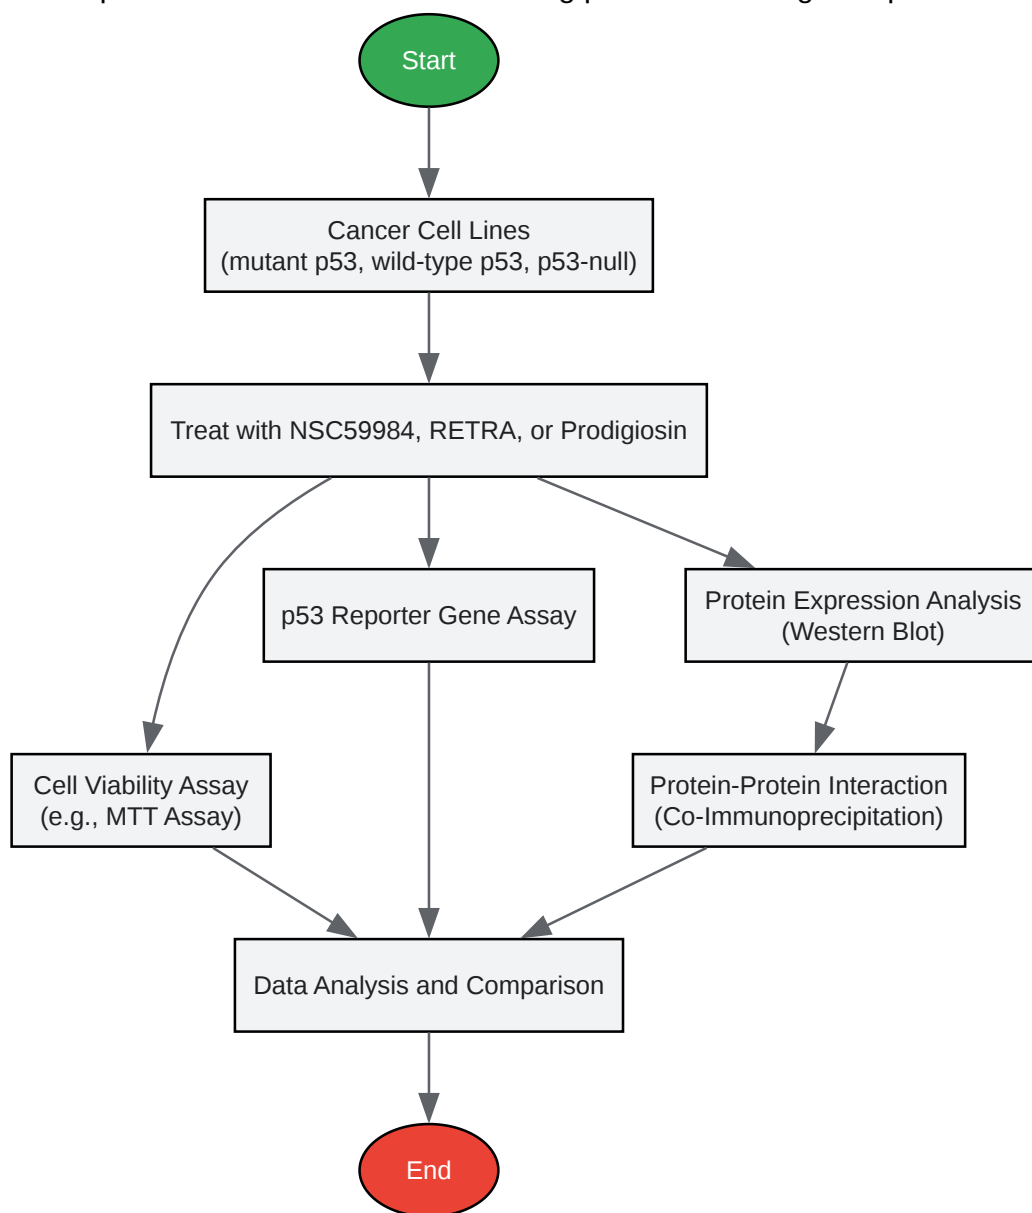 Start
Cancer Cell Lines
(mutant p53, wild-type p53, p53-null)
Treat with NSC59984, RETRA, or Prodigiosin
p53 Reporter Gene Assay
Protein Expression Analysis
(Western Blot)
Cell Viability Assay
(e.g., MTT Assay)
Protein-Protein Interaction
(Co-Immunoprecipitation)
Data Analysis and Comparison
End